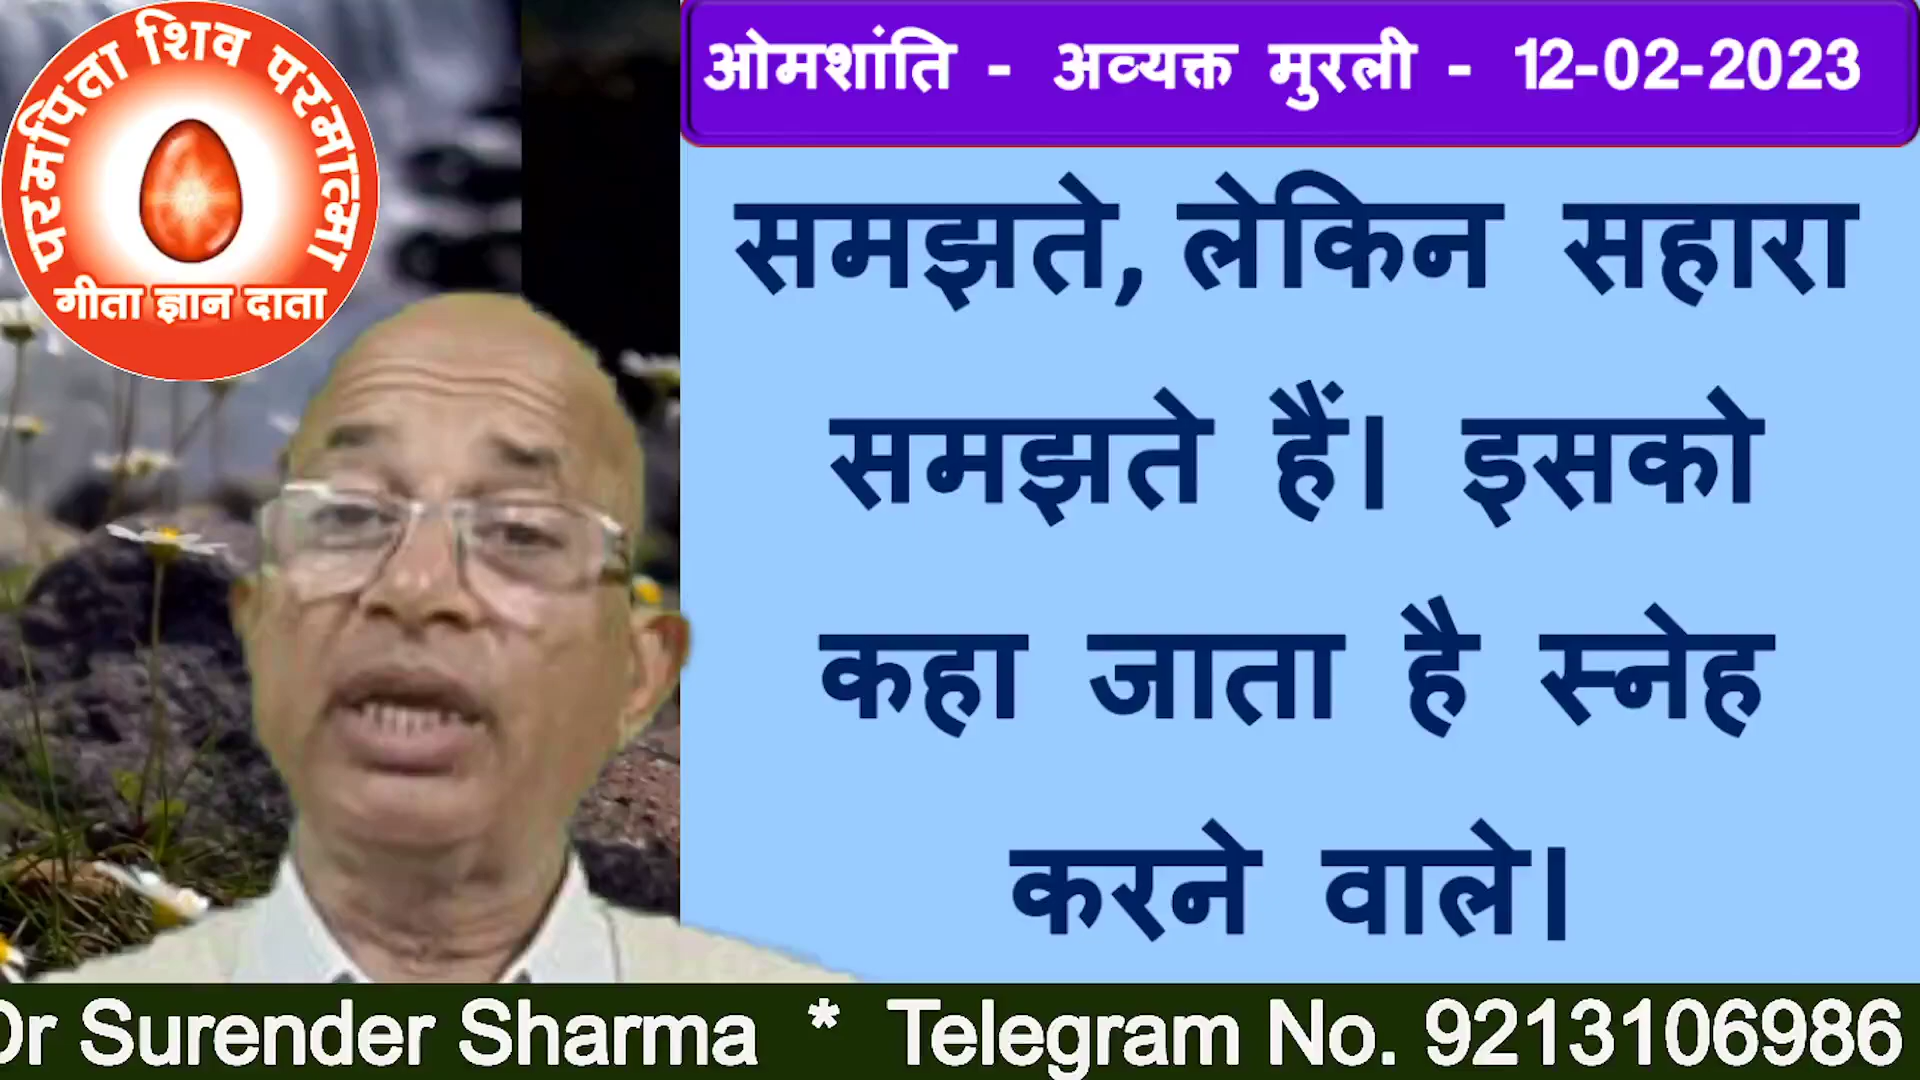 परमपिता शिव परमात्मा
गीता ज्ञान दाता
ओमशांति - अव्यक्त मुरली - 12-02-2023
समझते, लेकिन सहारा
समझते हैं। इसको
कहा जाता है स्नेह
करने वाले।
Dr Surender Sharma * Telegram No. 9213106986